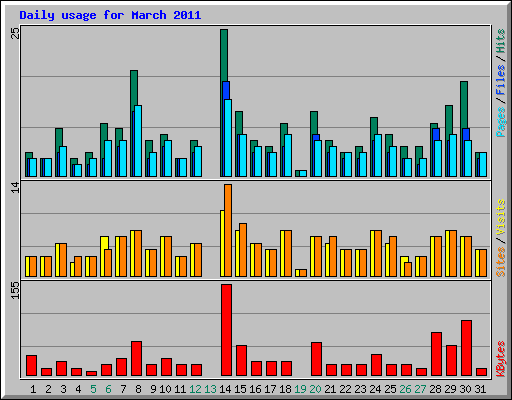 Daily usage for March 2011
25
Pages / Files / Hits
14
Sites / Visits
155
KBytes
1 2 3 4 5 6 7 8 9 10 11 12 13 14 15 16 17 18 19 20 21 22 23 24 25 26 27 28 29 30 31